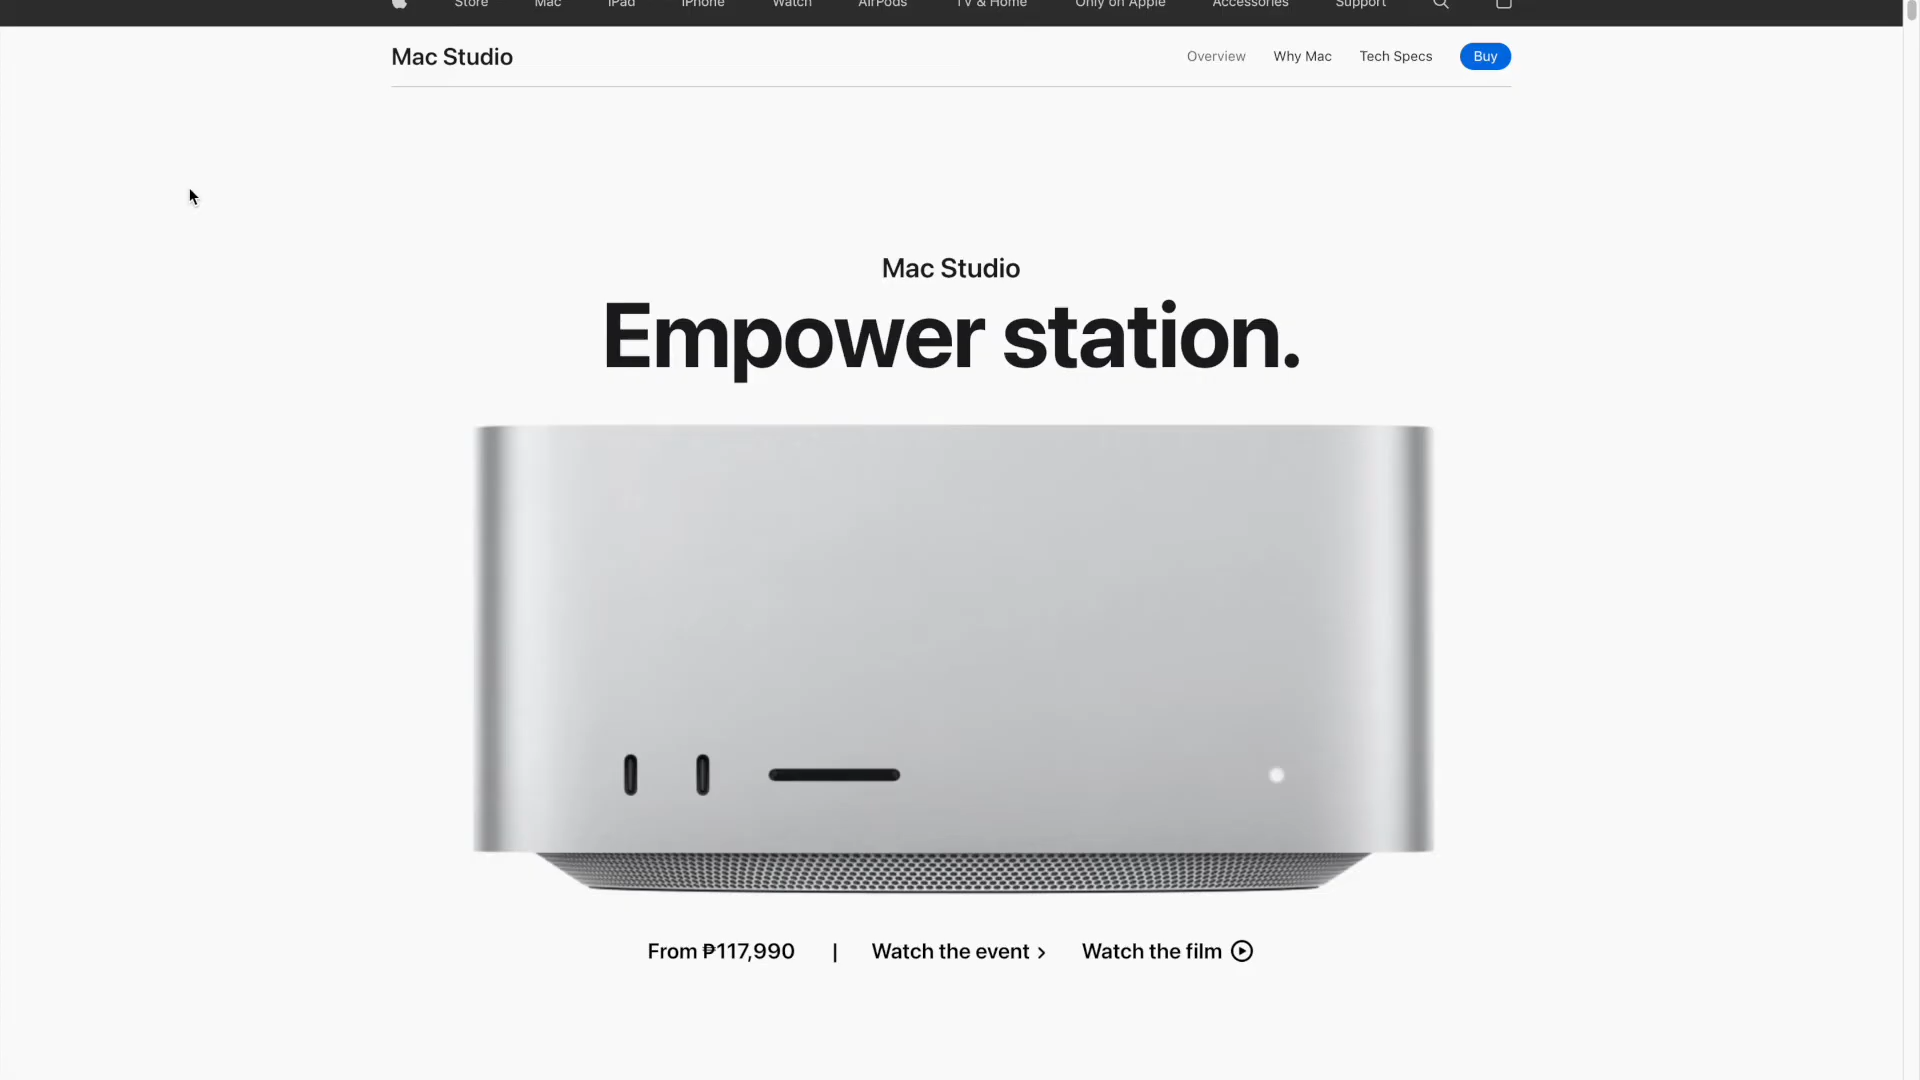 Store Mac iPad iPhone Watch AirPods TV & Home Only on Apple Accessories Support
Mac Studio
Overview Why Mac Tech Specs Buy
Mac Studio
Empower station.
From ₱117,990 | Watch the event > Watch the film